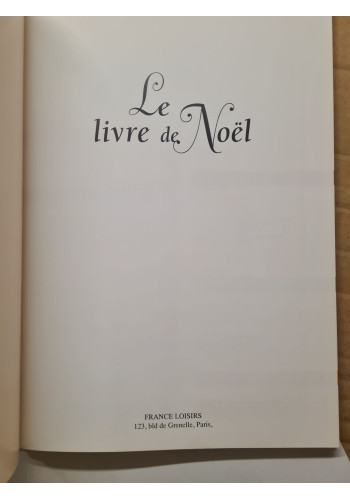 Le
livre de Noël
FRANCE LOISIRS
123, bld de Grenelle, Paris,